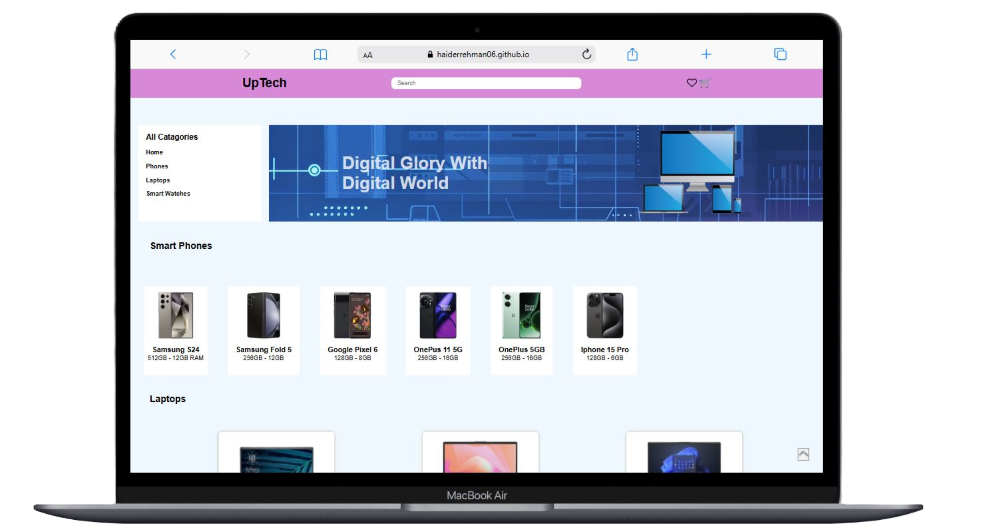 AA
haiderrehman06.github.io
UpTech
Search
All Catagories
Home
Phones
Laptops
Smart Watches
Digital Glory With
Digital World
Smart Phones
Samsung S24
512GB - 12GB RAM
Samsung Fold 5
256GB - 12GB
Google Pixel 6
128GB - 8GB
OnePus 11 5G
256GB - 16GB
OnePlus 5GB
256GB - 16GB
Iphone 15 Pro
128GB - 6GB
Laptops
MacBook Air